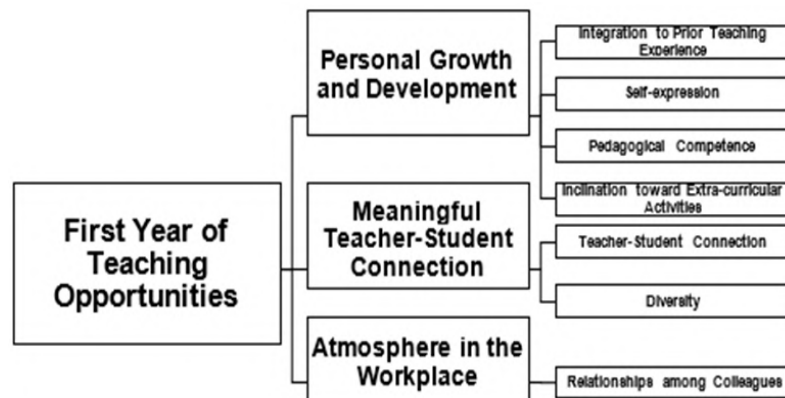 First Year of
Teaching
Opportunities
Personal Growth
and Development
Integration to Prior Teaching
Experience
Self-expression
Pedagogical Competence
Inclination toward Extra-curricular
Activities
Meaningful
Teacher-Student
Connection
Teacher-Student Connection
Diversity
Atmosphere in the
Workplace
Relationships among Colleagues